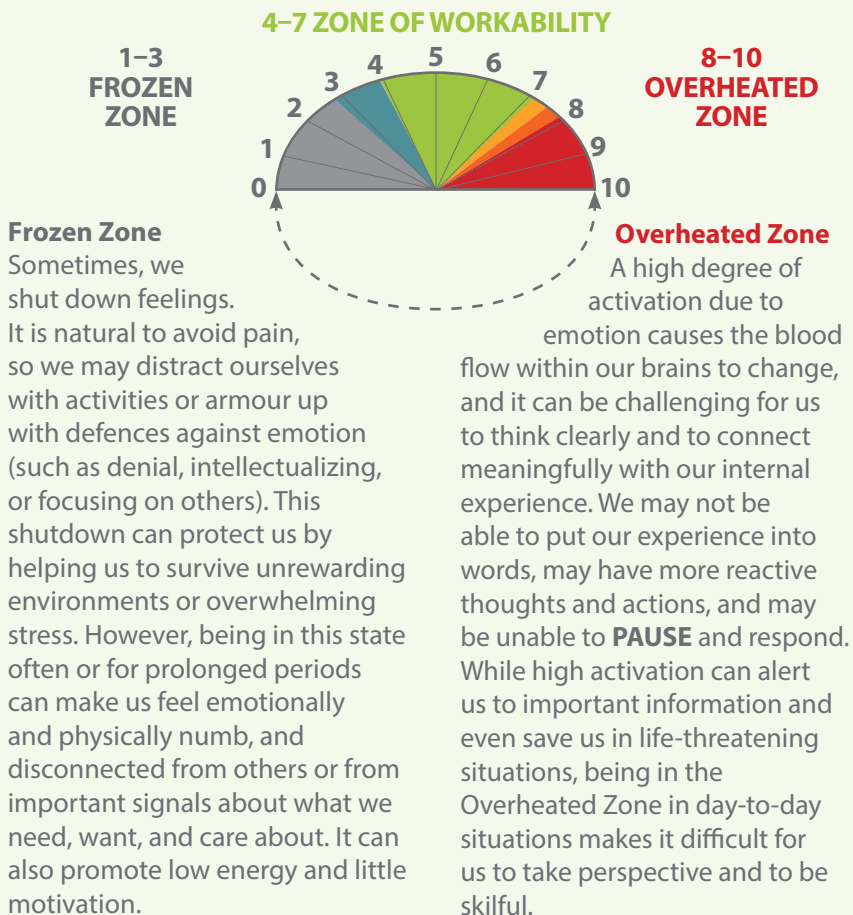 4–7 ZONE OF WORKABILITY
1–3
FROZEN
ZONE
0
1
2
3
4
5
6
7
8
9
10
8–10
OVERHEATED
ZONE
Frozen Zone
Sometimes, we
shut down feelings.
It is natural to avoid pain,
so we may distract ourselves
with activities or armour up
with defences against emotion
(such as denial, intellectualizing,
or focusing on others). This
shutdown can protect us by
helping us to survive unrewarding
environments or overwhelming
stress. However, being in this state
often or for prolonged periods
can make us feel emotionally
and physically numb, and
disconnected from others or from
important signals about what we
need, want, and care about. It can
also promote low energy and little
motivation.
Overheated Zone
A high degree of
activation due to
emotion causes the blood
flow within our brains to change,
and it can be challenging for us
to think clearly and to connect
meaningfully with our internal
experience. We may not be
able to put our experience into
words, may have more reactive
thoughts and actions, and may
be unable to PAUSE and respond.
While high activation can alert
us to important information and
even save us in life-threatening
situations, being in the
Overheated Zone in day-to-day
situations makes it difficult for
us to take perspective and to be
skilful.